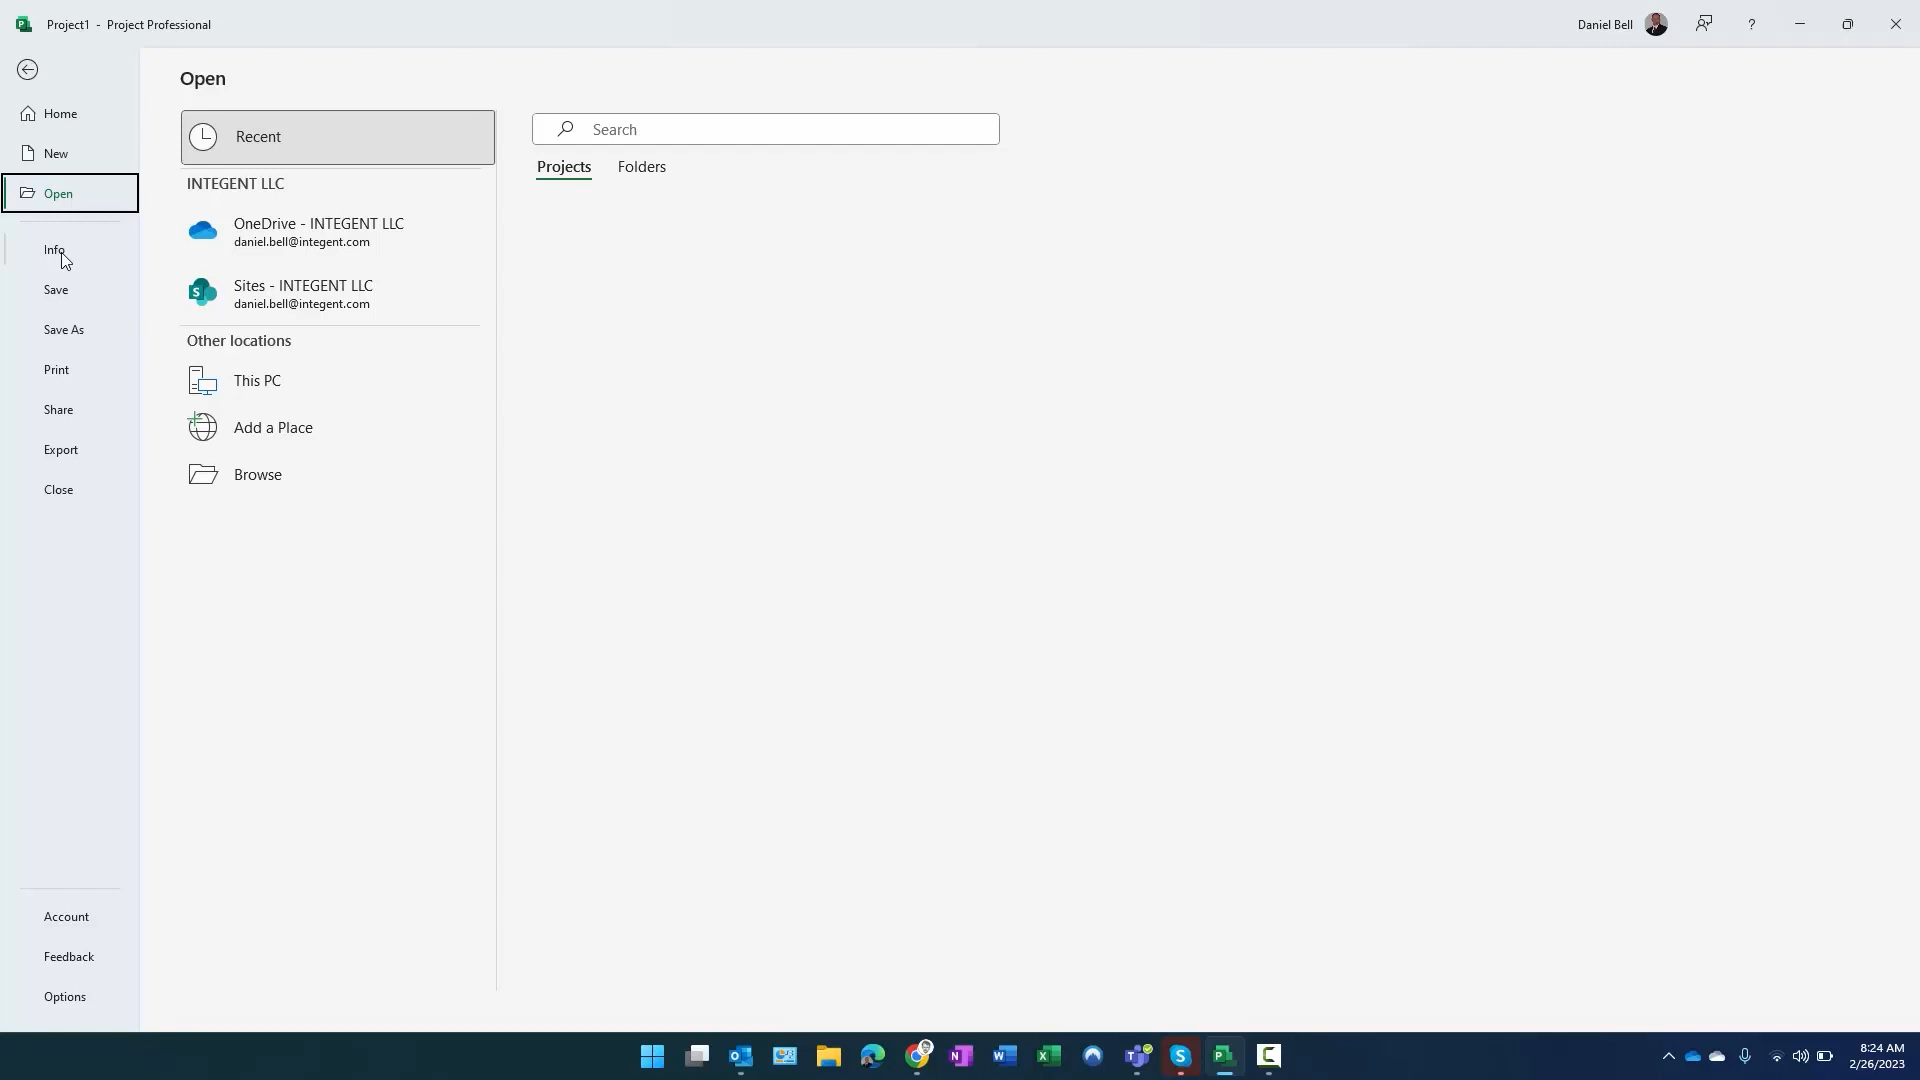 Project1 - Project Professional
Daniel Bell
?
Home
New
Open
Info
Save
Save As
Print
Share
Export
Close
Account
Feedback
Options
Open
Recent
INTEGENT LLC
OneDrive - INTEGENT LLC
daniel.bell@integent.com
Sites - INTEGENT LLC
daniel.bell@integent.com
Other locations
This PC
Add a Place
Browse
Search
Projects Folders
8:24 AM
2/26/2023